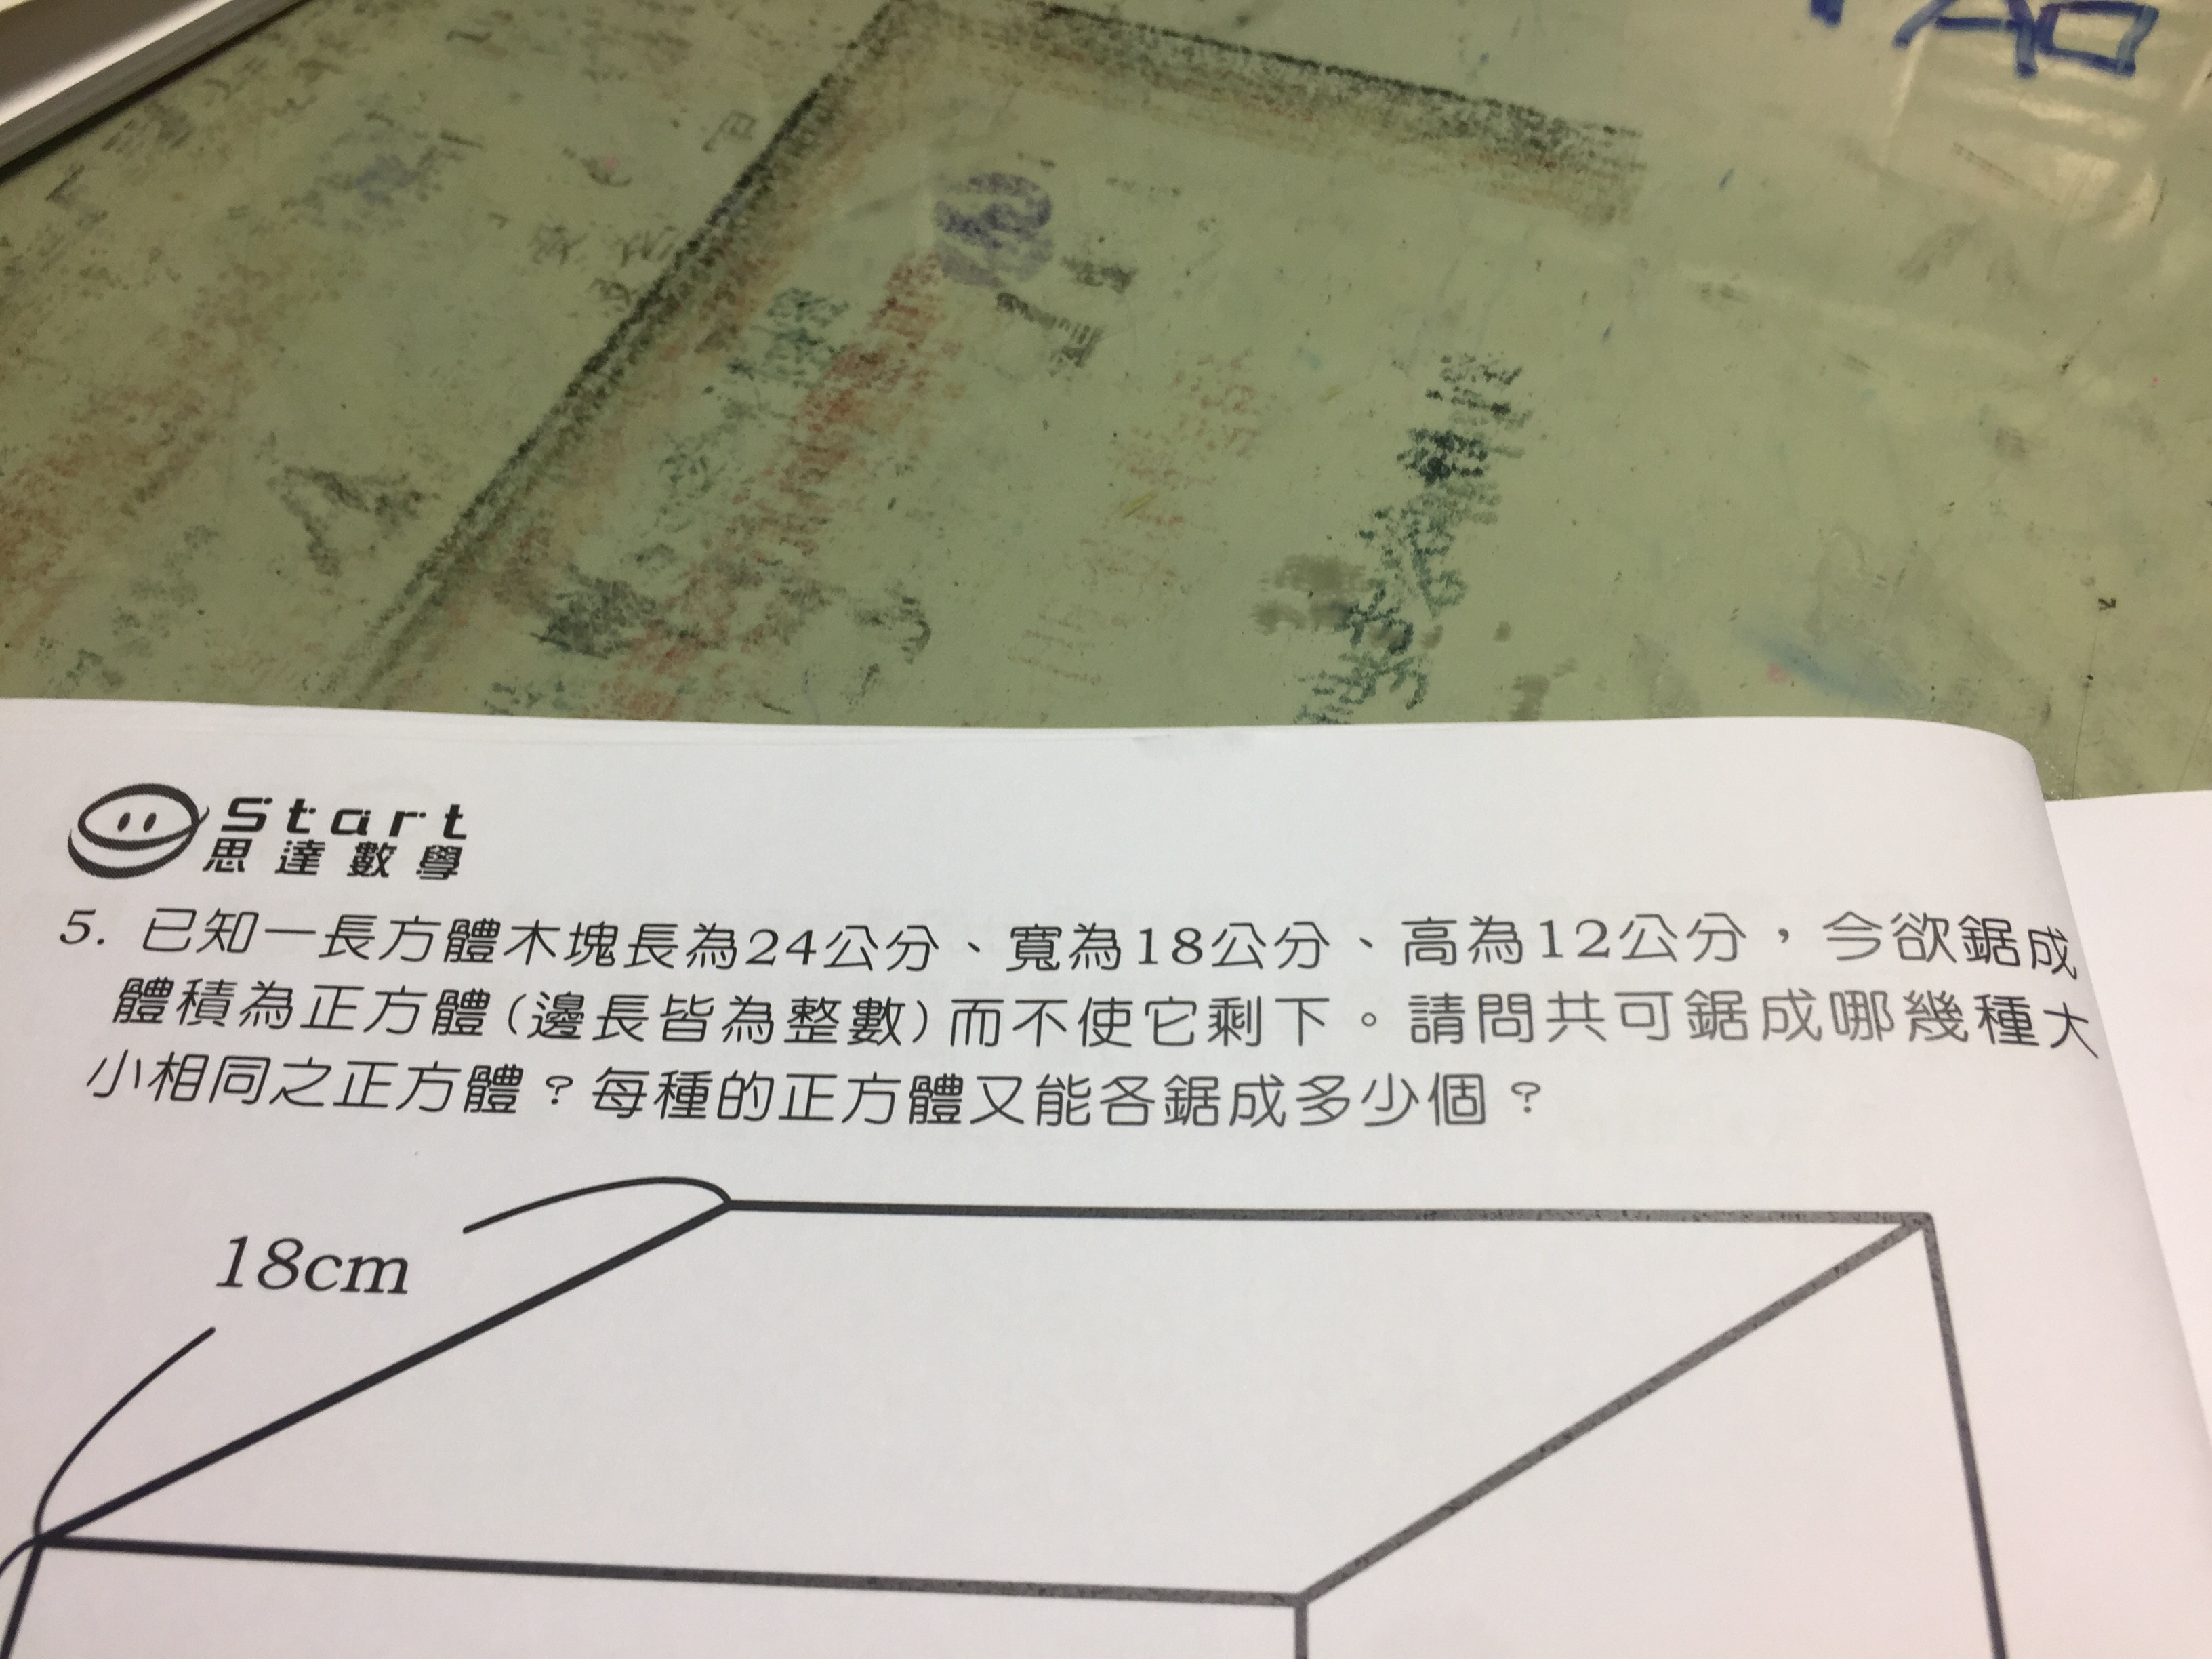 Start
思達數學
5. 已知一長方體木塊長為24公分、寬為18公分、高為12公分，今欲鋸成
體積為正方體(邊長皆為整數)而不使它剩下。請問共可鋸成哪幾種大
小相同之正方體？每種的正方體又能各鋸成多少個？
18cm